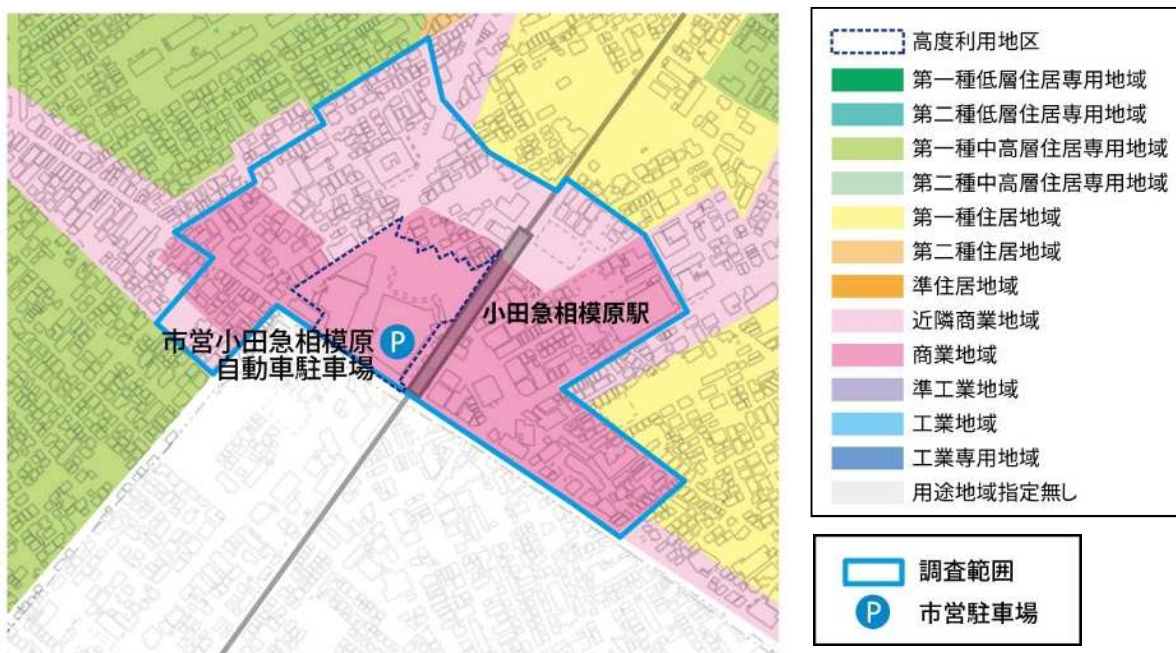 小田急相模原駅
市営小田急相模原
自動車駐車場
P
高度利用地区
第一種低層住居専用地域
第二種低層住居専用地域
第一種中高層住居専用地域
第二種中高層住居専用地域
第一種住居地域
第二種住居地域
準住居地域
近隣商業地域
商業地域
準工業地域
工業地域
工業専用地域
用途地域指定無し
調査範囲
P 市営駐車場